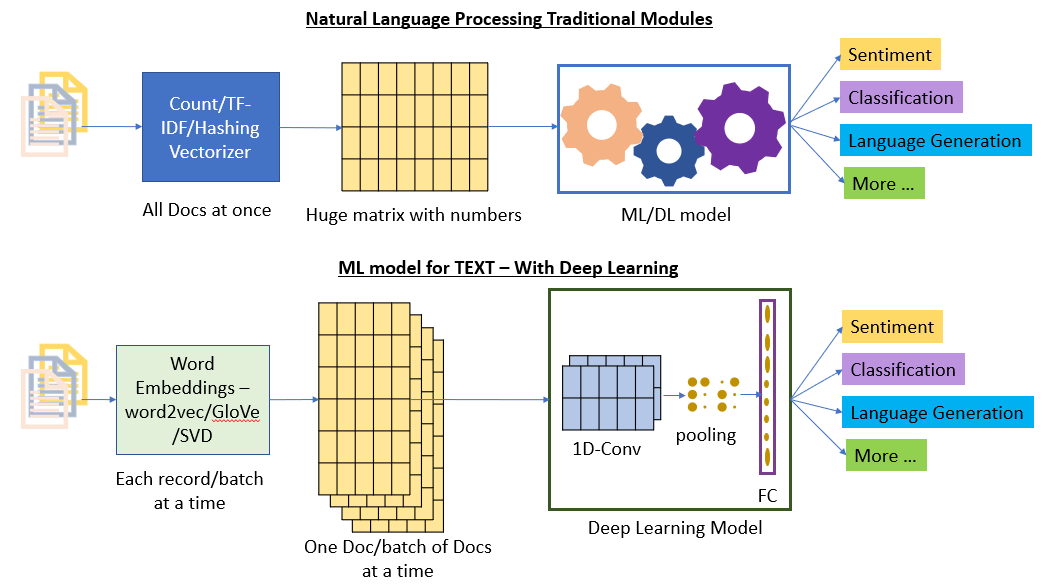 Natural Language Processing Traditional Modules
Count/TF-
IDF/Hashing
Vectorizer
All Docs at once
Huge matrix with numbers
ML/DL model
Sentiment
Classification
Language Generation
More ...
ML model for TEXT – With Deep Learning
Word
Embeddings –
word2vec/GloVe
/SVD
Each record/batch
at a time
One Doc/batch of Docs
at a time
1D-Conv
pooling
FC
Deep Learning Model
Sentiment
Classification
Language Generation
More ...